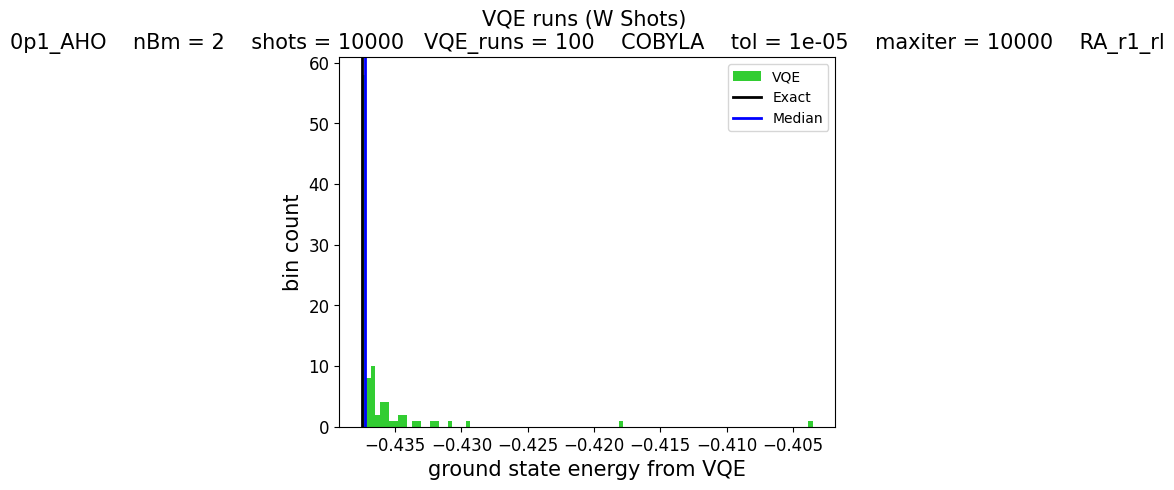 VQE runs (W Shots)
0p1_AHO nBm = 2 shots = 10000 VQE_runs = 100 COBYLA tol = 1e-05 maxiter = 10000 RA_r1_rl
60
50
40
30
20
10
0
bin count
VQE
Exact
Median
−0.435 −0.430 −0.425 −0.420 −0.415 −0.410 −0.405
ground state energy from VQE